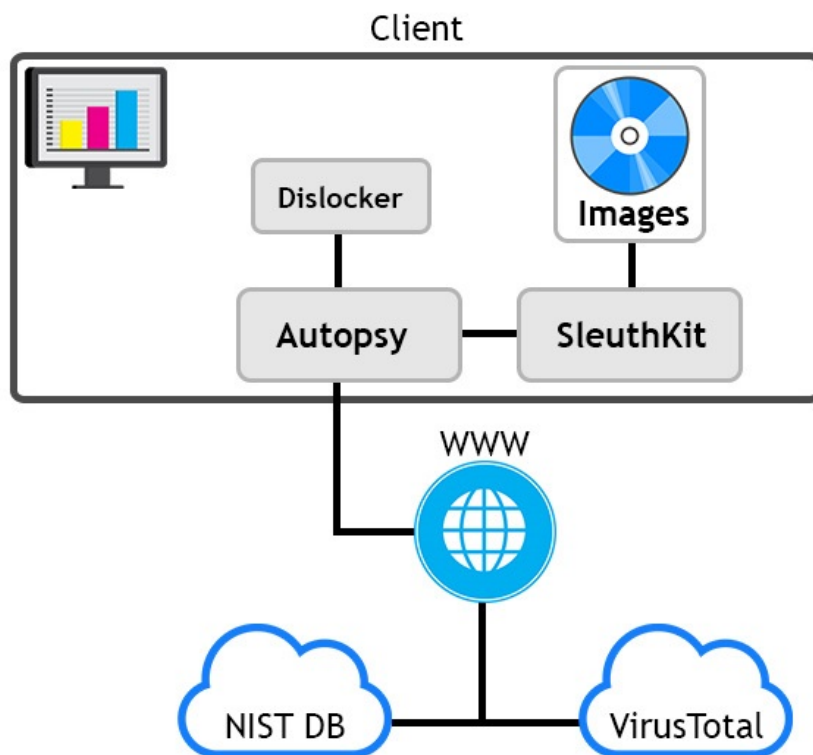 Client
Dislocker
Images
Autopsy
SleuthKit
WWW
NIST DB
VirusTotal